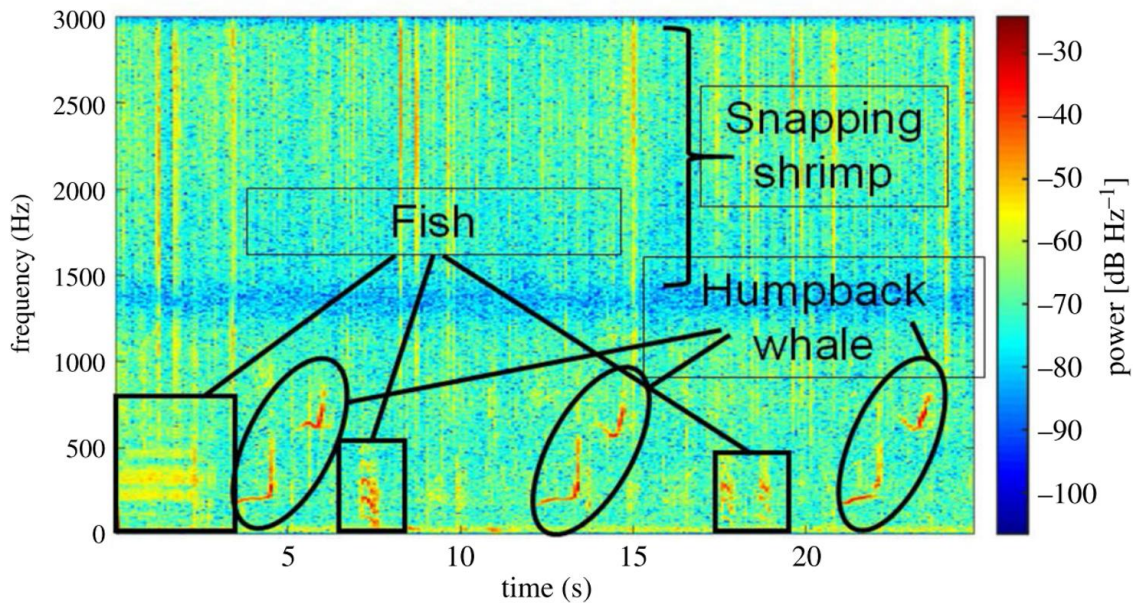 3000
2500
2000
1500
1000
500
0
frequency (Hz)
5
10
15
20
time (s)
Snapping
shrimp
Fish
Humpback
whale
–30
–40
–50
–60
–70
–80
–90
–100
power [dB Hz⁻¹]